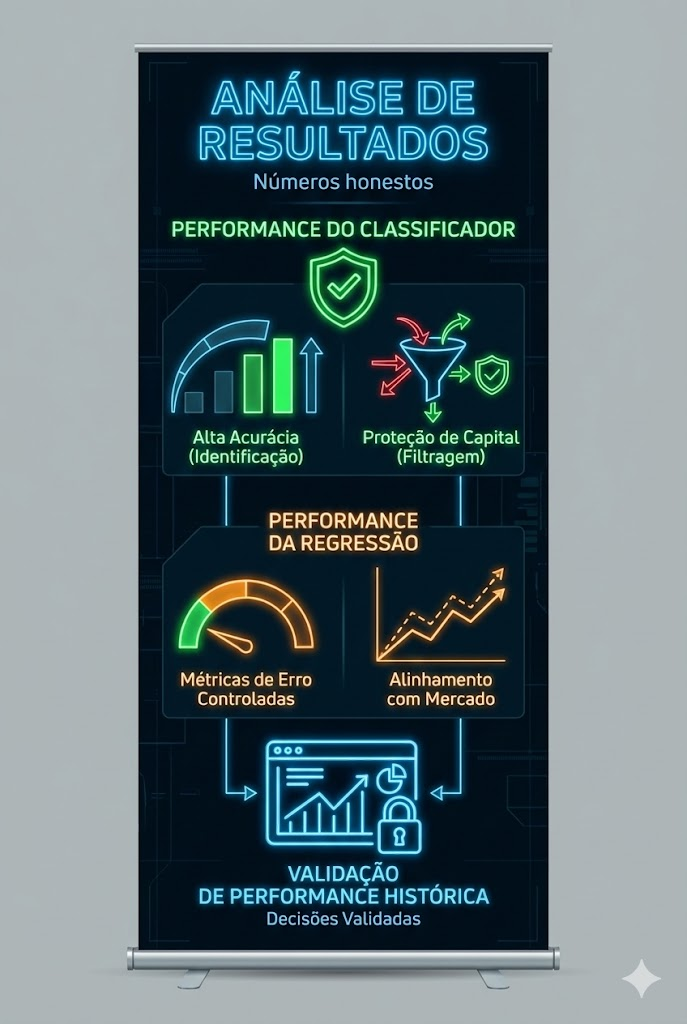 ANÁLISE DE
RESULTADOS
Números honestos
PERFORMANCE DO CLASSIFICADOR
Alta Acurácia
(Identificação)
Proteção de Capital
(Filtragem)
PERFORMANCE
DA REGRESSÃO
Métricas de Erro
Controladas
Alinhamento
com Mercado
VALIDAÇÃO
DE PERFORMANCE HISTÓRICA
Decisões Validadas